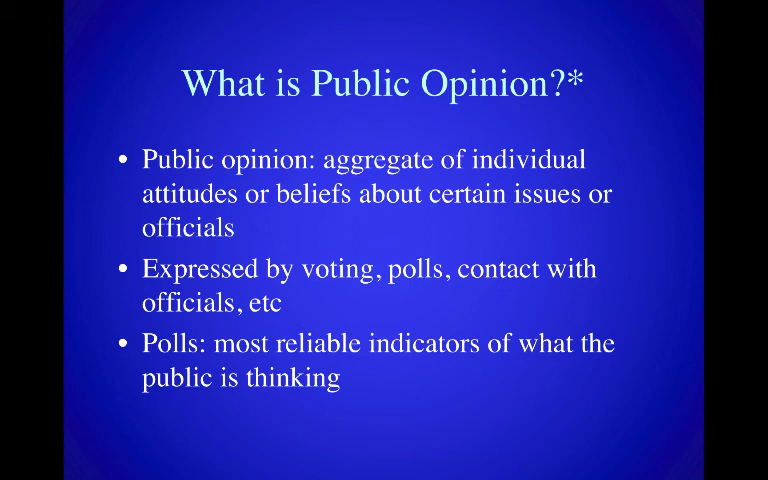 What is Public Opinion?*
• Public opinion: aggregate of individual
attitudes or beliefs about certain issues or
officials
• Expressed by voting, polls, contact with
officials, etc
• Polls: most reliable indicators of what the
public is thinking